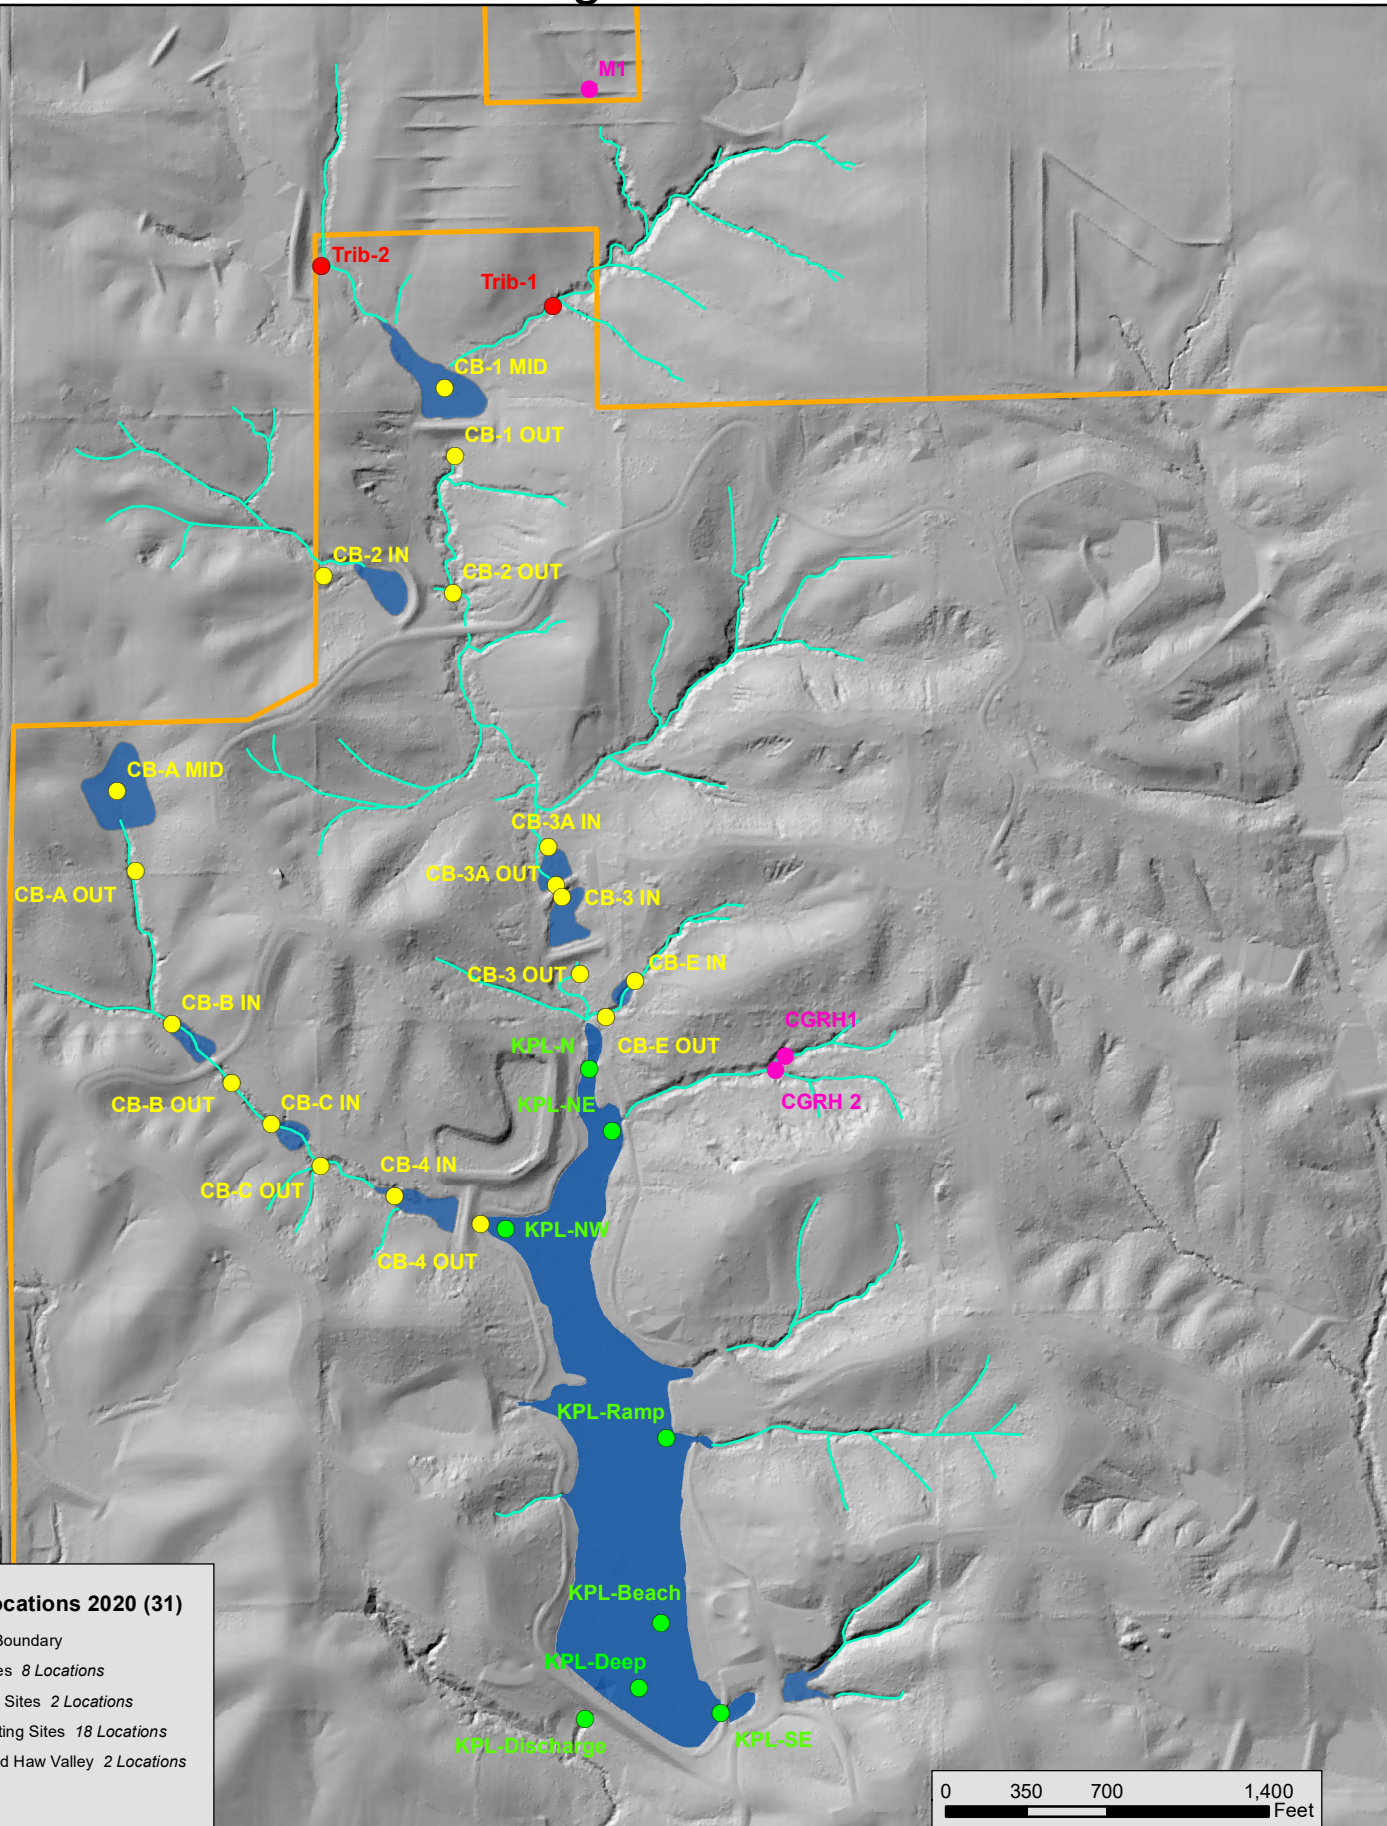 M1
Trib-2
Trib-1
CB-1 MID
CB-1 OUT
CB-2 IN
CB-2 OUT
CB-A MID
CB-3A IN
CB-3A OUT
CB-A OUT
CB-3 IN
CB-3 OUT
CB-E IN
CB-B IN
CGRH1
KPL-N
CB-E OUT
CB-B OUT
CB-C IN
KPL-NE
CGRH 2
CB-4 IN
CB-C OUT
KPL-NW
CB-4 OUT
KPL-Ramp
KPL-Beach
KPL-Deep
KPL-Discharge
KPL-SE
ocations 2020 (31)
Boundary
es 8 Locations
Sites 2 Locations
ting Sites 18 Locations
d Haw Valley 2 Locations
0 350 700 1,400
Feet